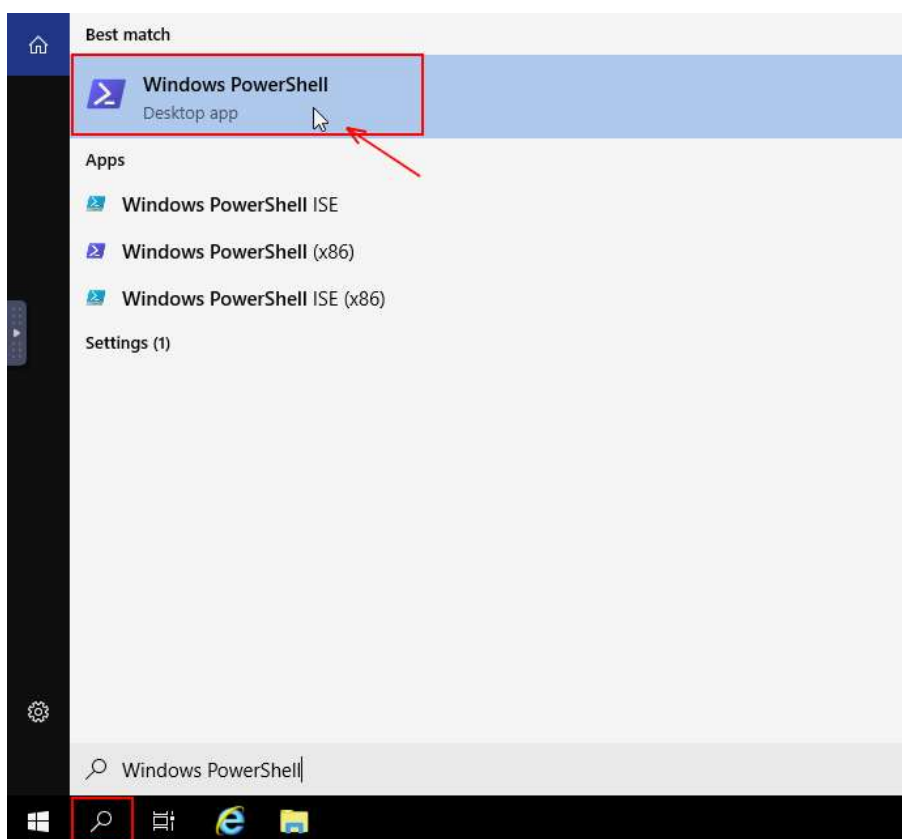 Best match
Windows PowerShell
Desktop app
Apps
Windows PowerShell ISE
Windows PowerShell (x86)
Windows PowerShell ISE (x86)
Settings (1)
Windows PowerShell